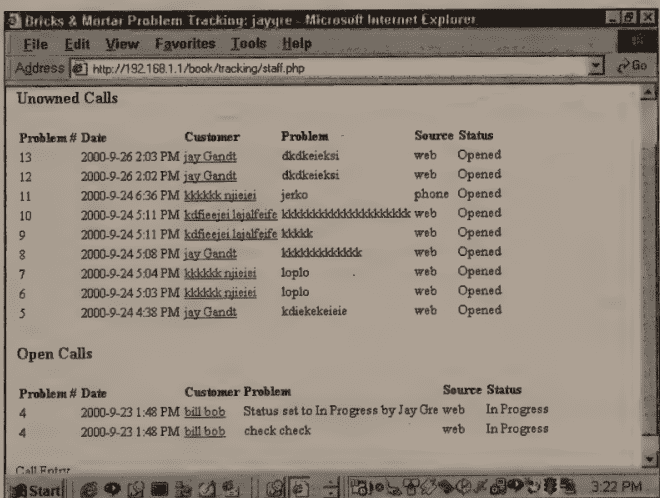 Bricks & Mortar Problem Tracking: jaygre - Microsoft Internet Explorer
File Edit View Favorites Tools Help
Address http://192.168.1.1/book/tracking/staff.php Go
Unowned Calls
Problem # Date Customer Problem Source Status
13 2000-9-26 2:03 PM jay Gandt dkdkeieksi web Opened
12 2000-9-26 2:02 PM jay Gandt dkdkeieksi web Opened
11 2000-9-24 6:36 PM kkkkkk njieiei jerko phone Opened
10 2000-9-24 5:11 PM kdfieejei lajalfeife web Opened
9 2000-9-24 5:11 PM kdfieejei lajalfeife kkkkk web Opened
8 2000-9-24 5:08 PM jay Gandt kkkkkkkkkkkk web Opened
7 2000-9-24 5:04 PM kkkkkk njieiei loplo web Opened
6 2000-9-24 5:03 PM kkkkkk njieiei loplo web Opened
5 2000-9-24 4:38 PM jay Gandt kdiekekeieie web Opened
Open Calls
Problem # Date Customer Problem Source Status
4 2000-9-23 1:48 PM bill bob Status set to In Progress by Jay Gre web In Progress
4 2000-9-23 1:48 PM bill bob check check web In Progress
Call Enter
Start 3:22 PM